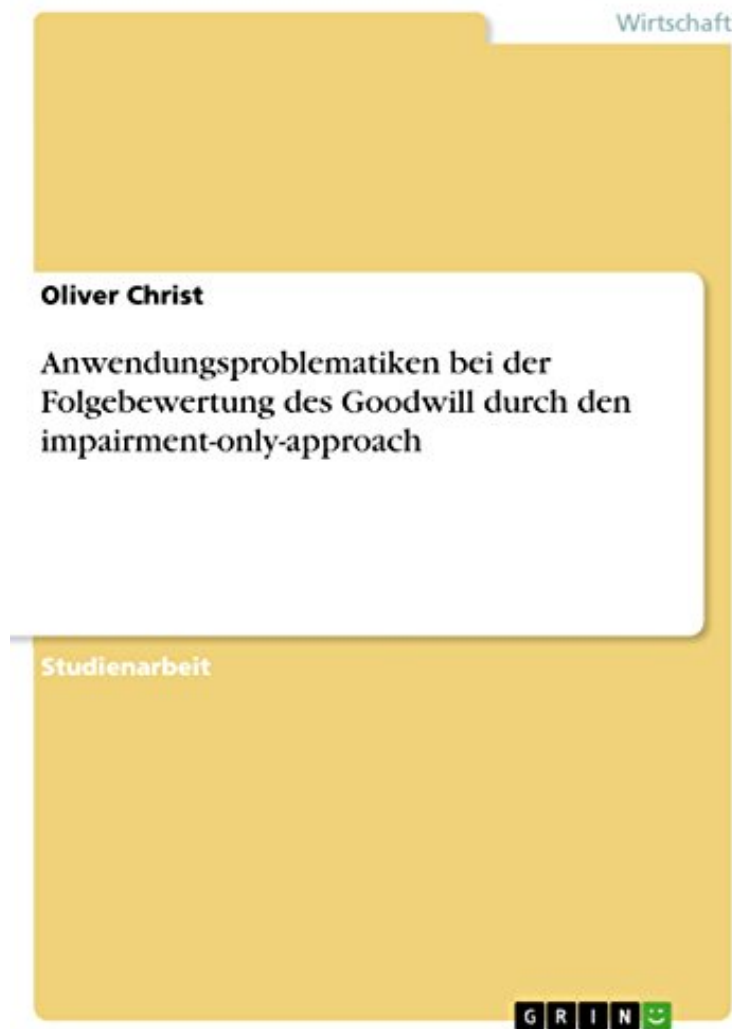 Wirtschaft
Oliver Christ
Anwendungsproblematiken bei der
Folgebewertung des Goodwill durch den
impairment-only-approach
Studienarbeit
GRIN